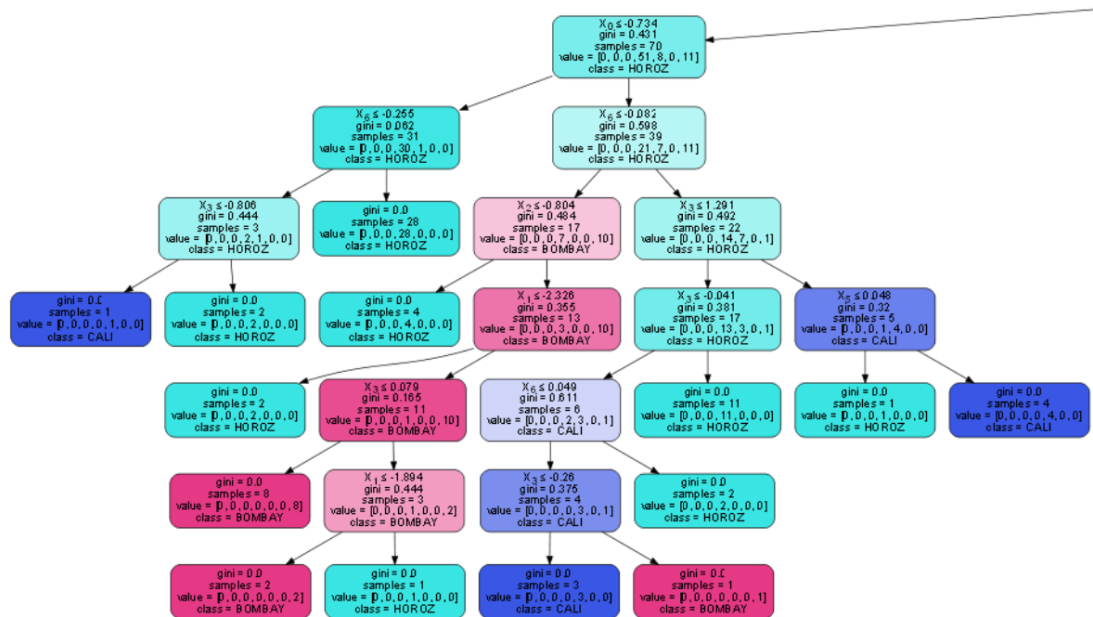 X0 ≤ -0.734
gini = 0.431
samples = 70
value = [0, 0, 0, 51, 8, 0, 11]
class = HOROZ
X6 ≤ -0.255
gini = 0.062
samples = 31
value = [0, 0, 0, 30, 1, 0, 0]
class = HOROZ
X6 ≤ -0.082
gini = 0.598
samples = 39
value = [0, 0, 0, 21, 7, 0, 11]
class = HOROZ
X3 ≤ -0.806
gini = 0.444
samples = 3
value = [0, 0, 0, 2, 1, 0, 0]
class = HOROZ
gini = 0.0
samples = 28
value = [0, 0, 0, 28, 0, 0, 0]
class = HOROZ
X2 ≤ -0.804
gini = 0.484
samples = 17
value = [0, 0, 0, 7, 0, 0, 10]
class = BOMBAY
X3 ≤ 1.291
gini = 0.492
samples = 22
value = [0, 0, 0, 14, 7, 0, 1]
class = HOROZ
gini = 0.0
samples = 1
value = [0, 0, 0, 0, 1, 0, 0]
class = CALI
gini = 0.0
samples = 2
value = [0, 0, 0, 2, 0, 0, 0]
class = HOROZ
gini = 0.0
samples = 4
value = [0, 0, 0, 4, 0, 0, 0]
class = HOROZ
X1 ≤ -2.326
gini = 0.355
samples = 13
value = [0, 0, 0, 3, 0, 0, 10]
class = BOMBAY
X3 ≤ -0.041
gini = 0.381
samples = 17
value = [0, 0, 0, 13, 3, 0, 1]
class = HOROZ
X5 ≤ 0.048
gini = 0.32
samples = 5
value = [0, 0, 0, 1, 4, 0, 0]
class = CALI
gini = 0.0
samples = 2
value = [0, 0, 0, 2, 0, 0, 0]
class = HOROZ
X3 ≤ 0.079
gini = 0.165
samples = 11
value = [0, 0, 0, 1, 0, 0, 10]
class = BOMBAY
X6 ≤ 0.049
gini = 0.611
samples = 6
value = [0, 0, 0, 2, 3, 0, 1]
class = CALI
gini = 0.0
samples = 11
value = [0, 0, 0, 11, 0, 0, 0]
class = HOROZ
gini = 0.0
samples = 1
value = [0, 0, 0, 1, 0, 0, 0]
class = HOROZ
gini = 0.0
samples = 4
value = [0, 0, 0, 0, 4, 0, 0]
class = CALI
gini = 0.0
samples = 8
value = [0, 0, 0, 0, 0, 0, 8]
class = BOMBAY
X1 ≤ -1.894
gini = 0.444
samples = 3
value = [0, 0, 0, 1, 0, 0, 2]
class = BOMBAY
X3 ≤ -0.26
gini = 0.375
samples = 4
value = [0, 0, 0, 0, 3, 0, 1]
class = CALI
gini = 0.0
samples = 2
value = [0, 0, 0, 2, 0, 0, 0]
class = HOROZ
gini = 0.0
samples = 2
value = [0, 0, 0, 0, 0, 0, 2]
class = BOMBAY
gini = 0.0
samples = 1
value = [0, 0, 0, 1, 0, 0, 0]
class = HOROZ
gini = 0.0
samples = 3
value = [0, 0, 0, 0, 3, 0, 0]
class = CALI
gini = 0.0
samples = 1
value = [0, 0, 0, 0, 0, 0, 1]
class = BOMBAY